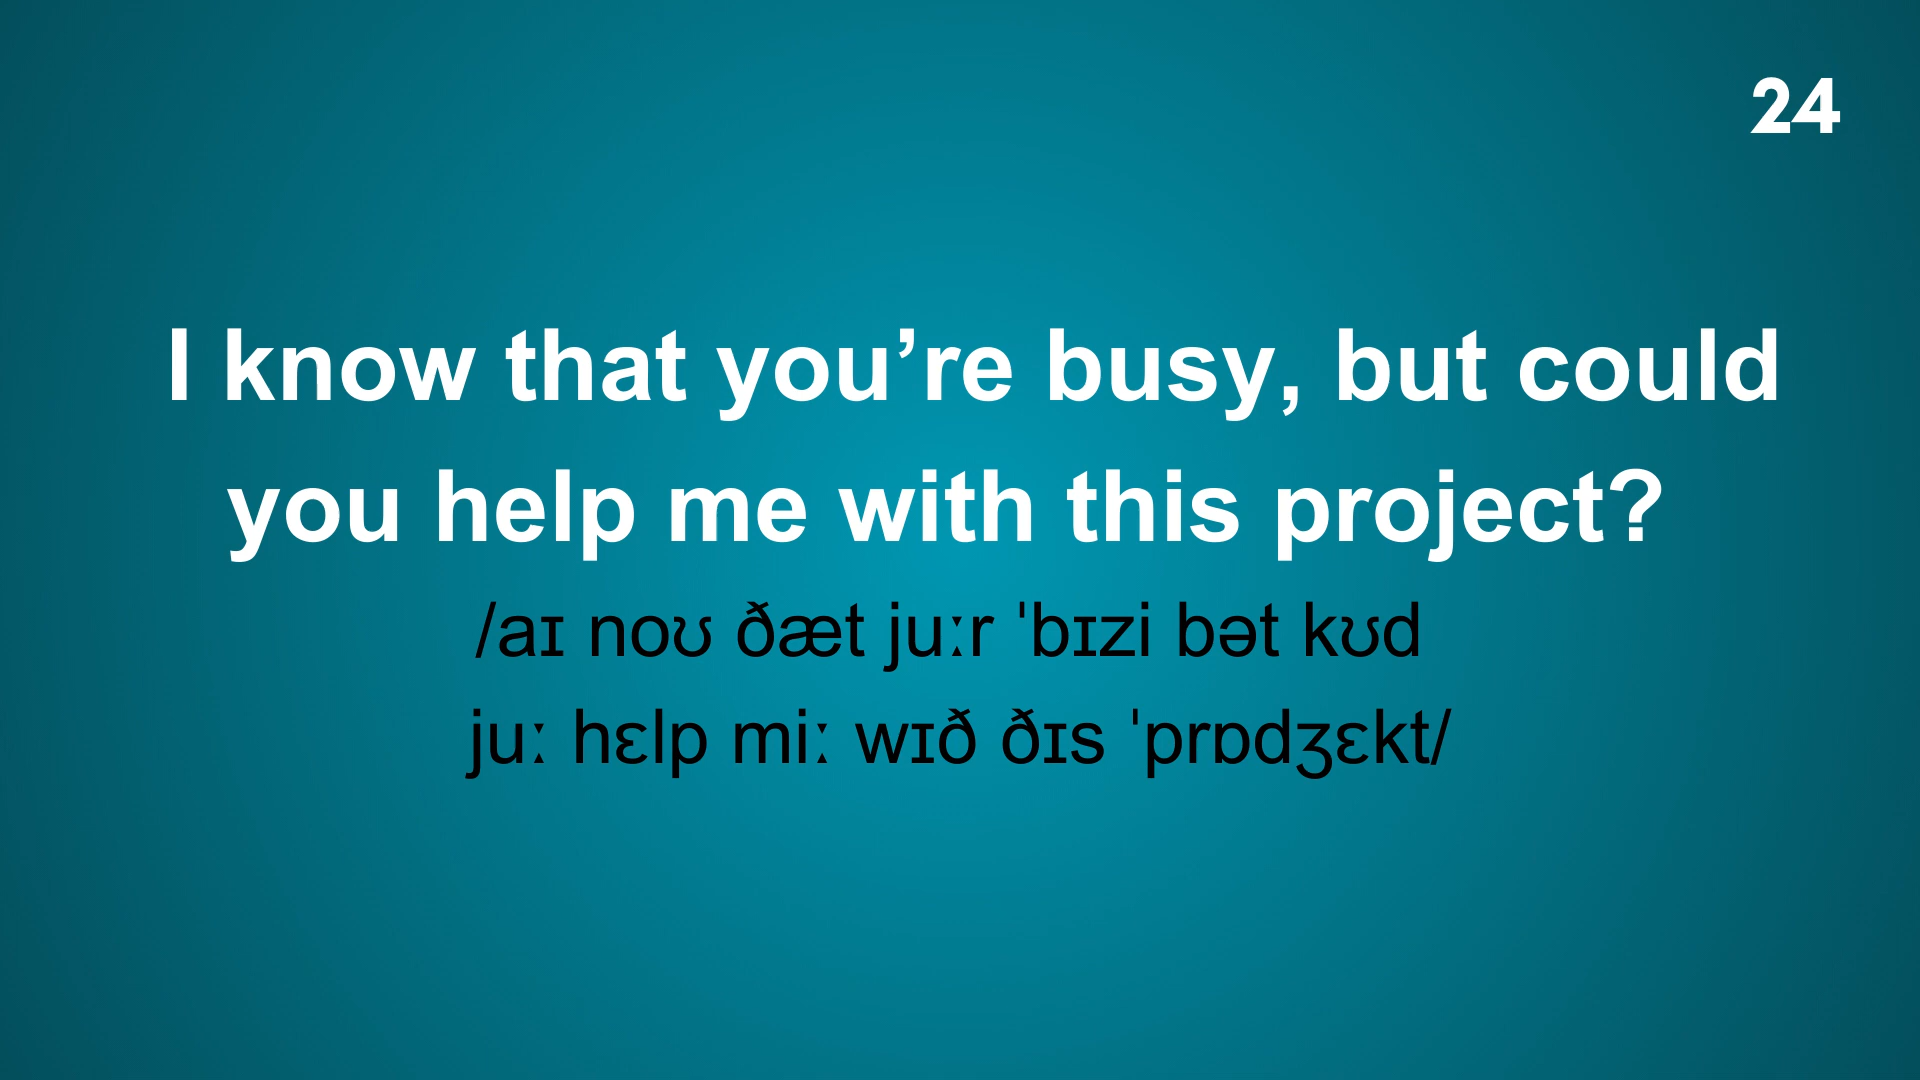 24
I know that you’re busy, but could
you help me with this project?
/aɪ noʊ ðæt juːr ˈbɪzi bət kʊd
juː hɛlp miː wɪð ðɪs ˈprɒdʒɛkt/